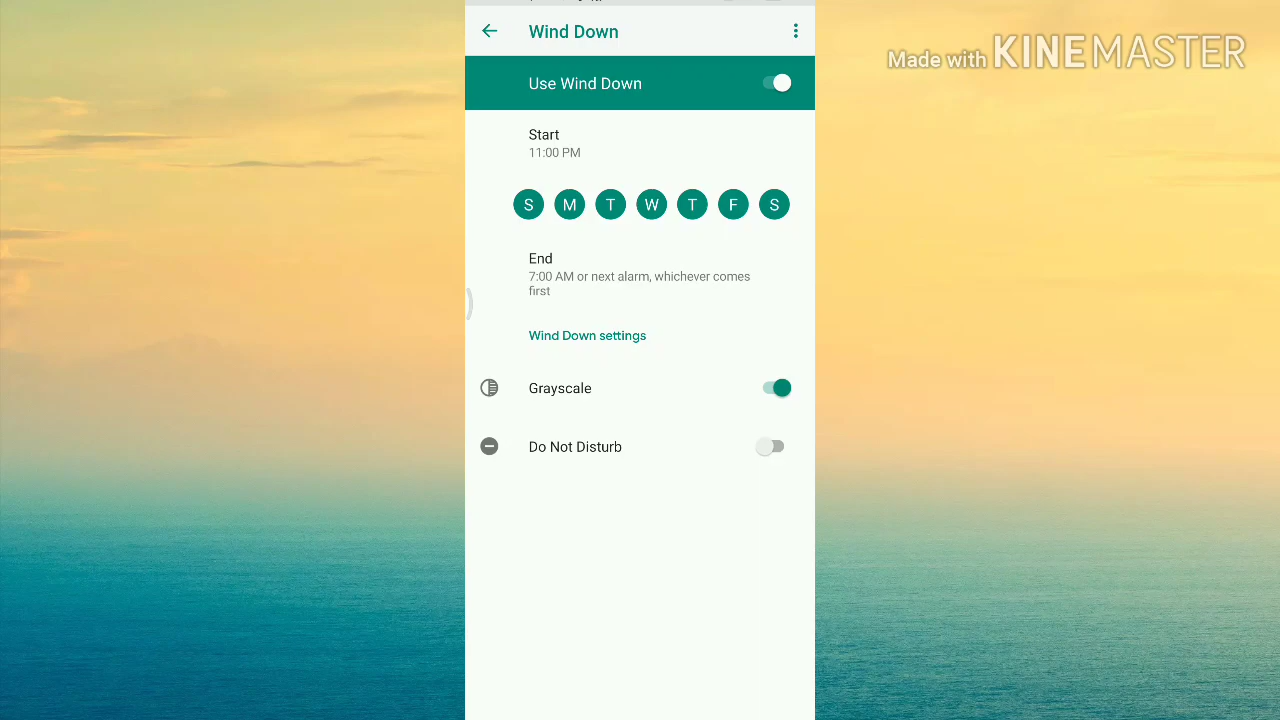 Wind Down
Made with KINEMASTER
Use Wind Down
Start
11:00 PM
S M T W T F S
End
7:00 AM or next alarm, whichever comes
first
Wind Down settings
Grayscale
Do Not Disturb